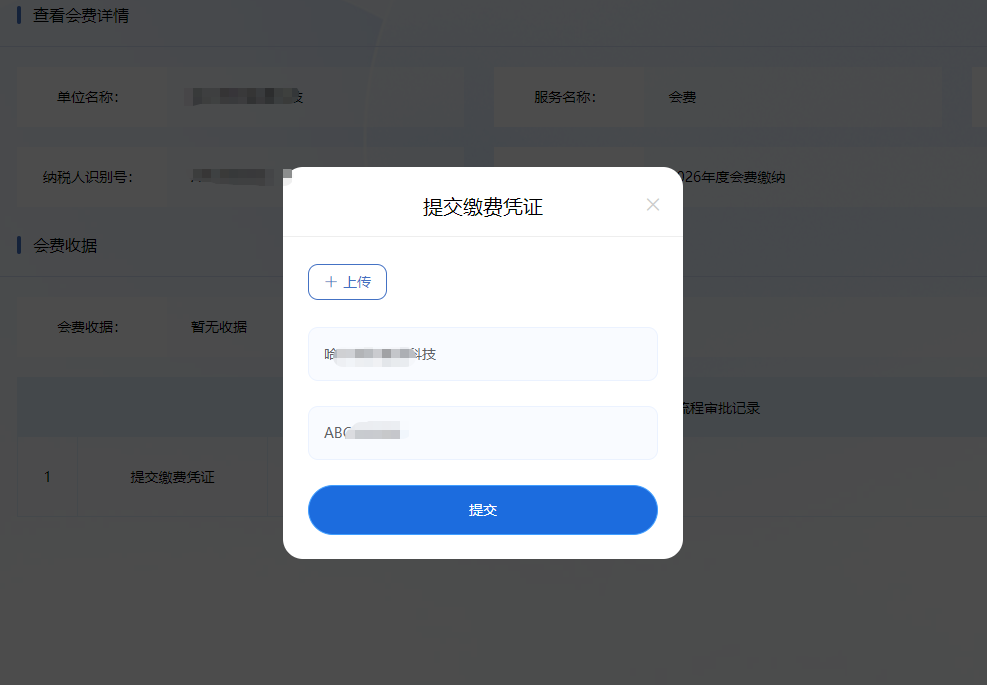 查看会费详情
单位名称：
服务名称：
会费
纳税人识别号：
026年度会费缴纳
提交缴费凭证
会费收据
上传
会费收据：
暂无收据
哈
科技
流程审批记录
ABC
1
提交缴费凭证
提交